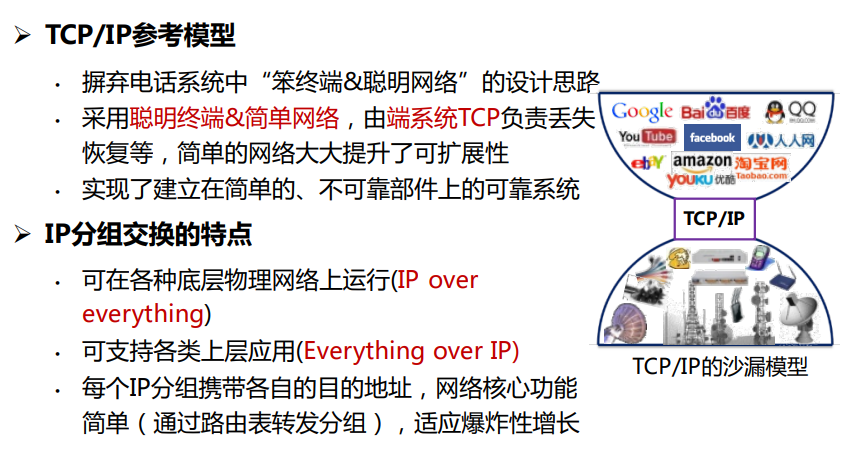 ➢ TCP/IP参考模型
• 摒弃电话系统中“笨终端&聪明网络”的设计思路
• 采用聪明终端&简单网络，由端系统TCP负责丢失
恢复等，简单的网络大大提升了可扩展性
• 实现了建立在简单的、不可靠部件上的可靠系统
➢ IP分组交换的特点
• 可在各种底层物理网络上运行(IP over
everything)
• 可支持各类上层应用(Everything over IP)
• 每个IP分组携带各自的目的地址，网络核心功能
简单（通过路由表转发分组），适应爆炸性增长
Google Bai百度 QQ
YouTube facebook 人人网
ebay amazon 淘宝网
YOUKU优酷 Taobao.com
TCP/IP
TCP/IP的沙漏模型